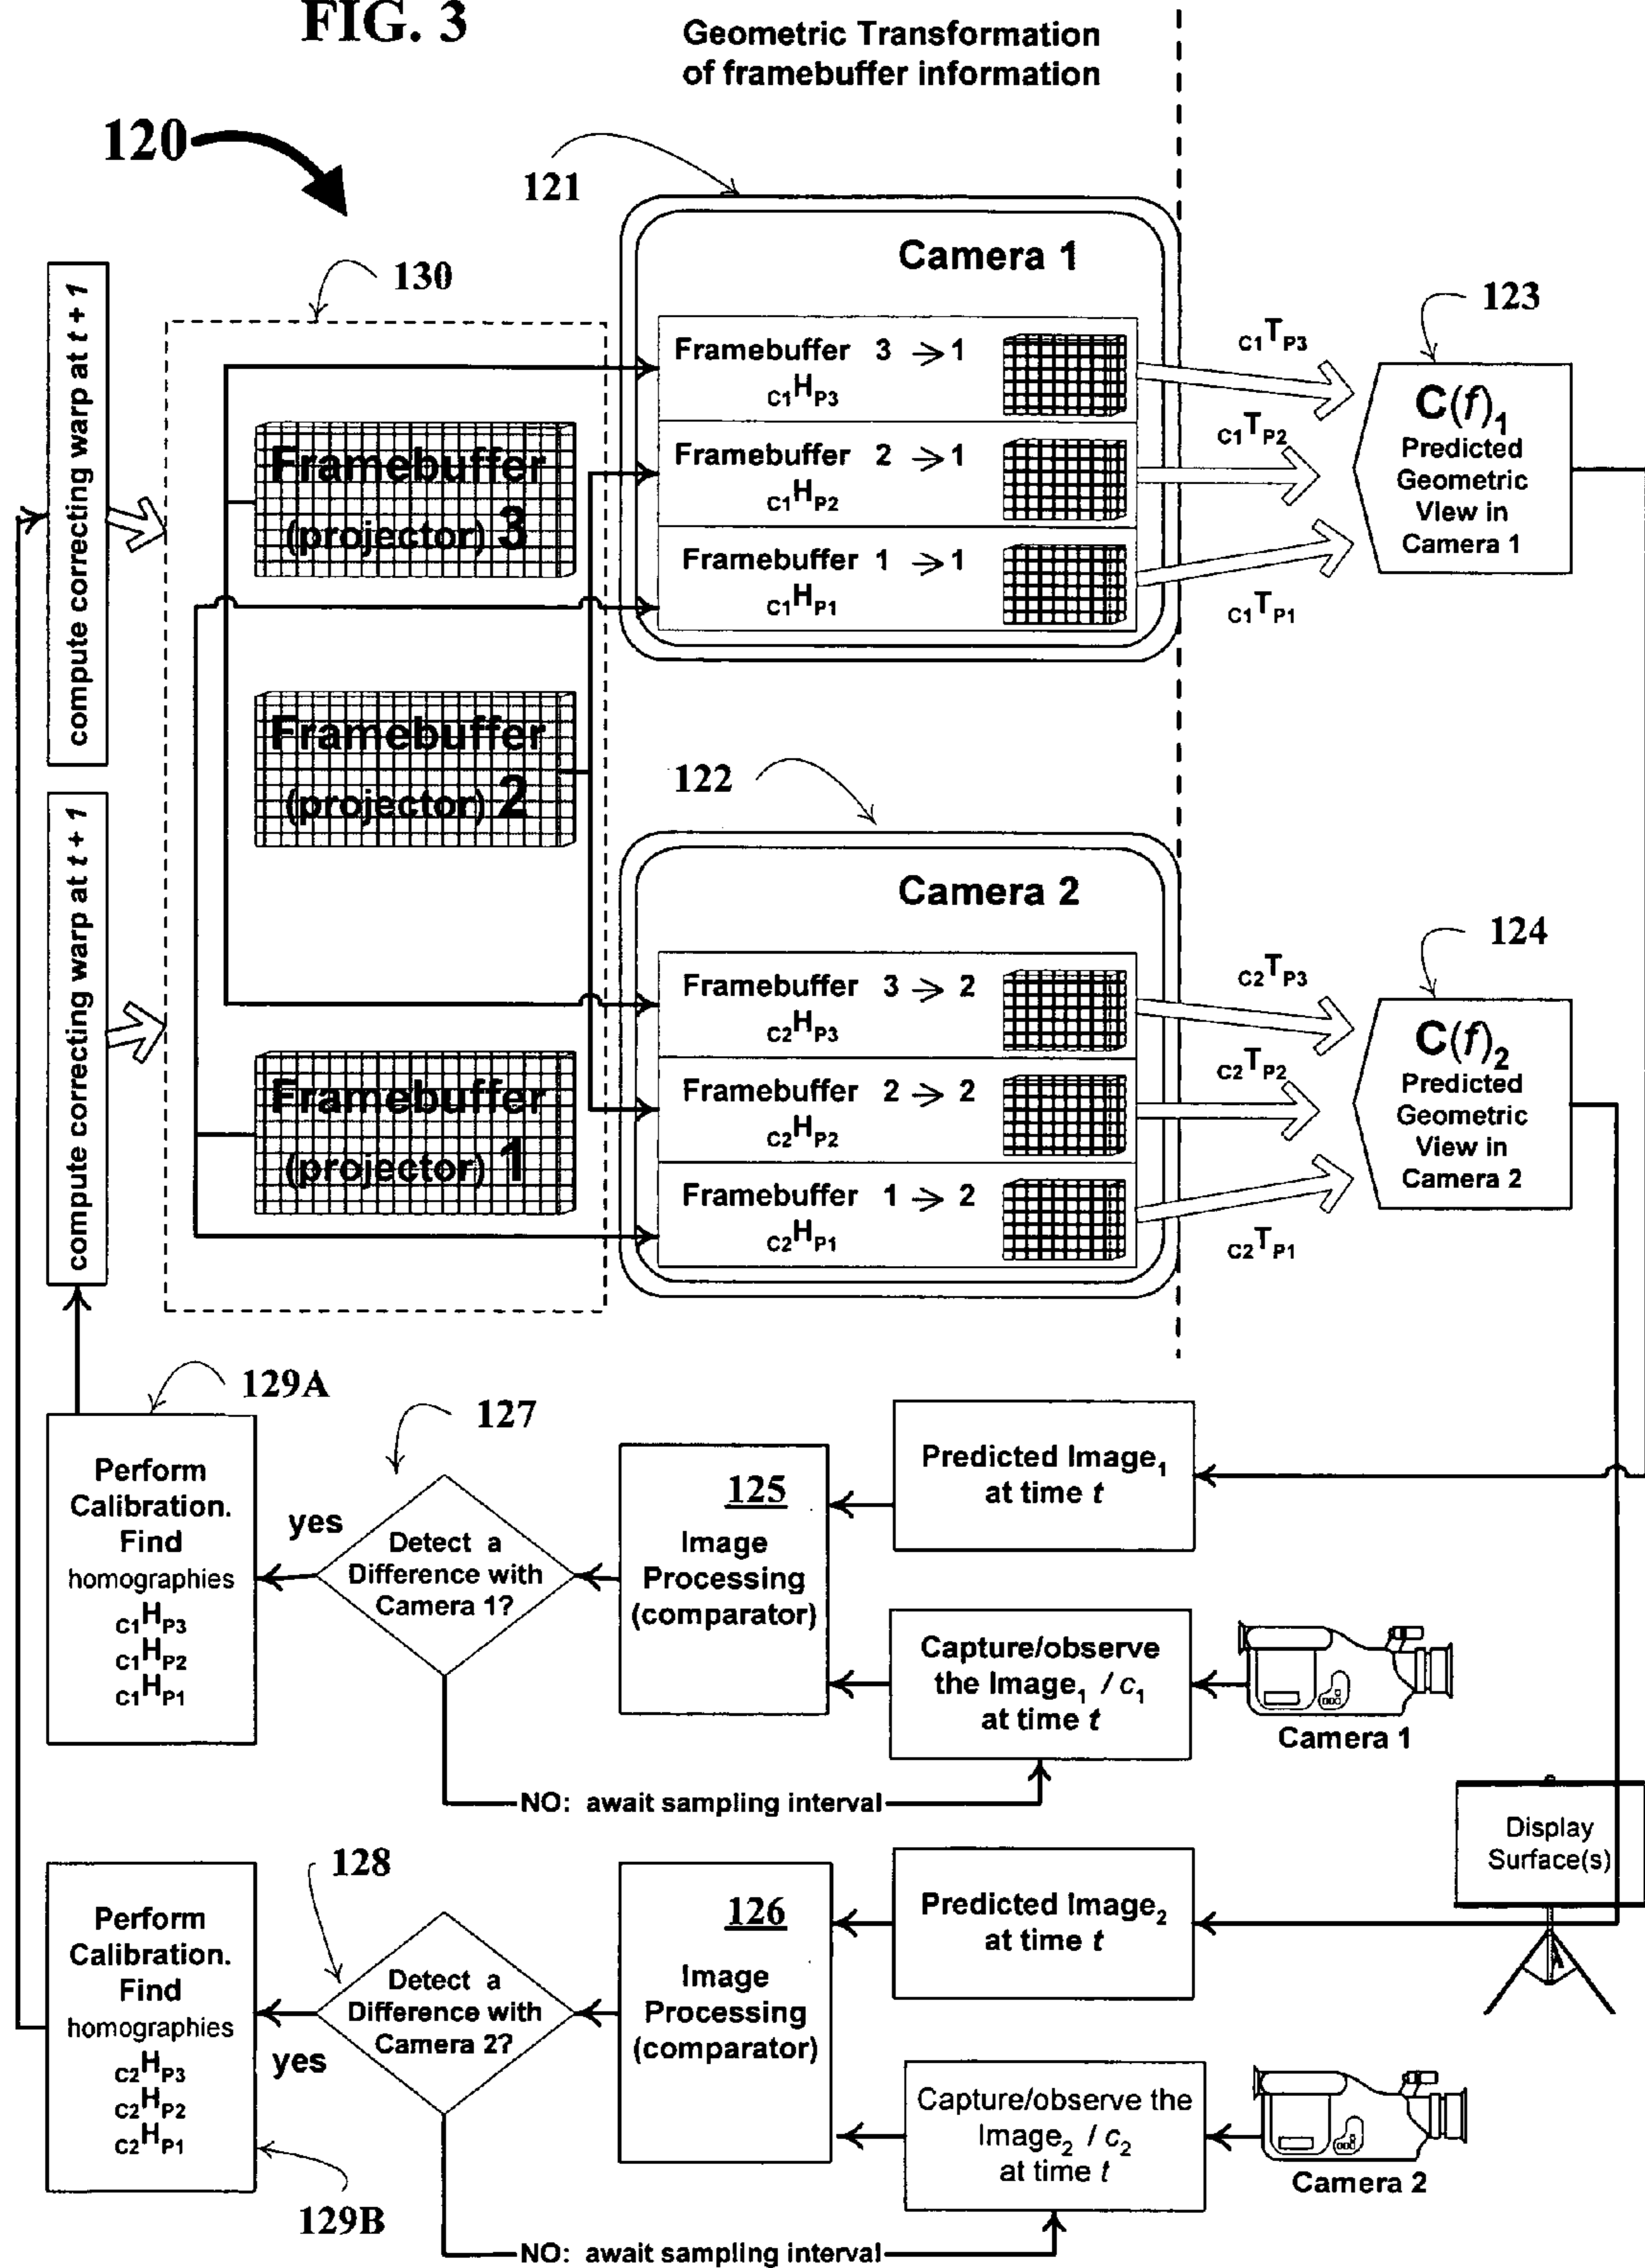 FIG. 3
Geometric Transformation
of framebuffer information
120
121
130
Camera 1
Framebuffer 3 → 1
C1HP3
Framebuffer 2 → 1
C1HP2
Framebuffer 1 → 1
C1HP1
C1TP3
C1TP2
C1TP1
123
C(f)1
Predicted
Geometric
View in
Camera 1
compute correcting warp at t + 1
compute correcting warp at t + 1
Framebuffer
(projector) 3
Framebuffer
(projector) 2
Framebuffer
(projector) 1
122
Camera 2
Framebuffer 3 → 2
C2HP3
Framebuffer 2 → 2
C2HP2
Framebuffer 1 → 2
C2HP1
C2TP3
C2TP2
C2TP1
124
C(f)2
Predicted
Geometric
View in
Camera 2
129A
Perform
Calibration.
Find
homographies
C1HP3
C1HP2
C1HP1
yes
127
Detect a
Difference with
Camera 1?
125
Image
Processing
(comparator)
Predicted Image1
at time t
Capture/observe
the Image1 / c1
at time t
Camera 1
NO: await sampling interval
Display
Surface(s)
128
Perform
Calibration.
Find
homographies
C2HP3
C2HP2
C2HP1
129B
yes
Detect a
Difference with
Camera 2?
126
Image
Processing
(comparator)
Predicted Image2
at time t
Capture/observe the
Image2 / c2
at time t
Camera 2
NO: await sampling interval